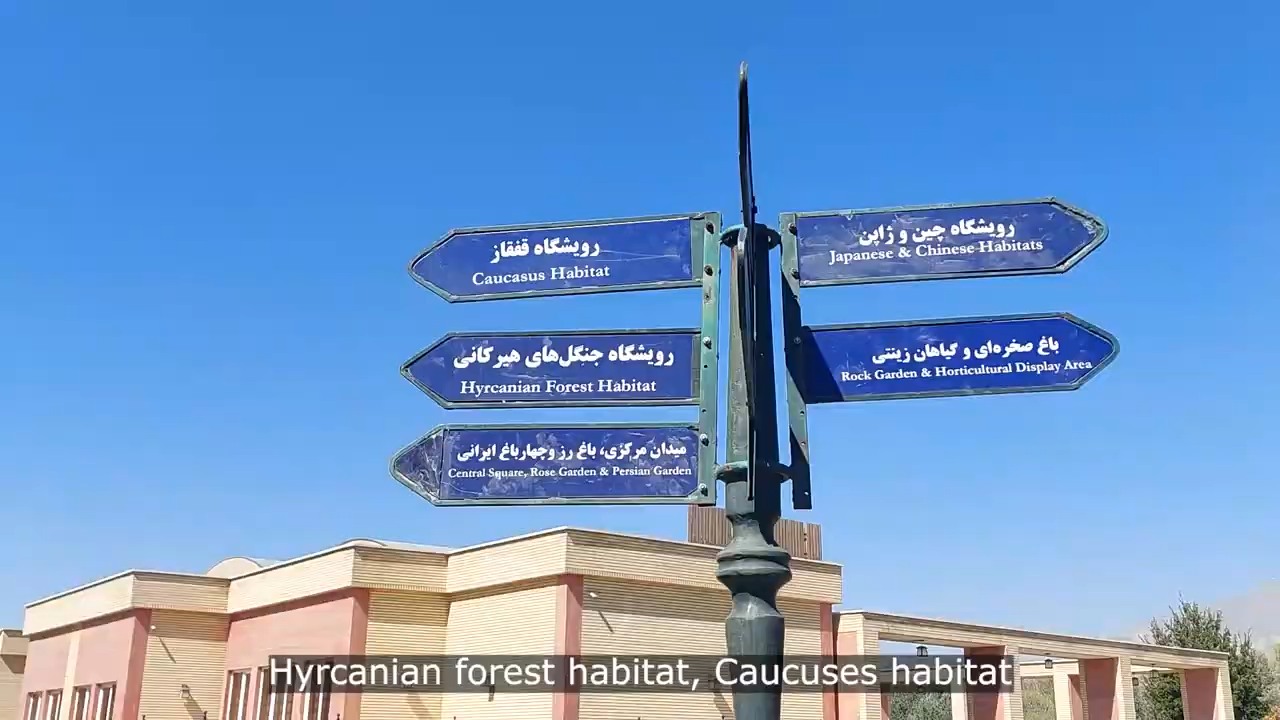 رویشگاه قفقاز
Caucasus Habitat
رویشگاه جنگل‌های هیرکانی
Hyrcanian Forest Habitat
میدان مرکزی، باغ رز وچهارباغ ایرانی
Central Square, Rose Garden & Persian Garden
رویشگاه چین و ژاپن
Japanese & Chinese Habitats
باغ صخره‌ای و گیاهان زینتی
Rock Garden & Horticultural Display Area
Hyrcanian forest habitat, Caucuses habitat